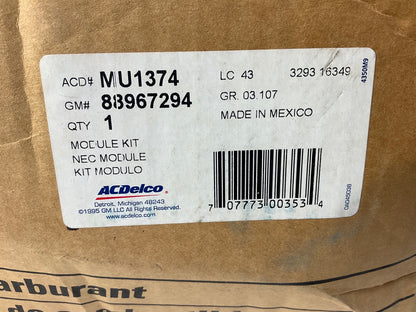 ACD# MU1374 LC 43 3293 16349
GM# 88967294 GR. 03.107
QTY 1 MADE IN MEXICO
MODULE KIT
NEC MODULE
KIT MODULO
ACDelco
Detroit, Michigan 48243
©1995 GM LLC All Rights Reserved
www.acdelco.com
7 07773 00353 4
4350M9
arburant